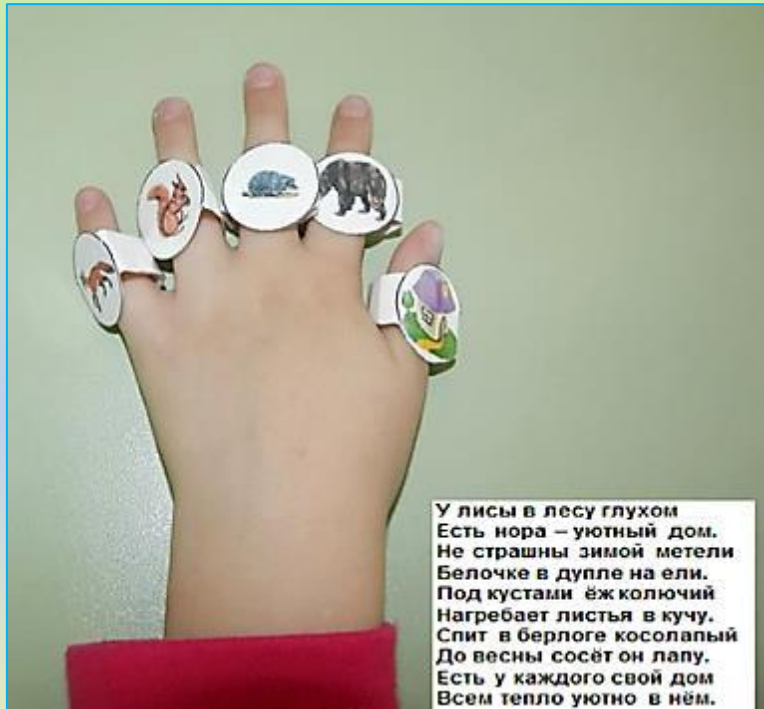 У лисы в лесу глухом
Есть нора – уютный дом.
Не страшны зимой метели
Белочке в дупле на ели.
Под кустами ёж колючий
Нагребает листья в кучу.
Спит в берлоге косолапый
До весны сосёт он лапу.
Есть у каждого свой дом
Всем тепло уютно в нём.